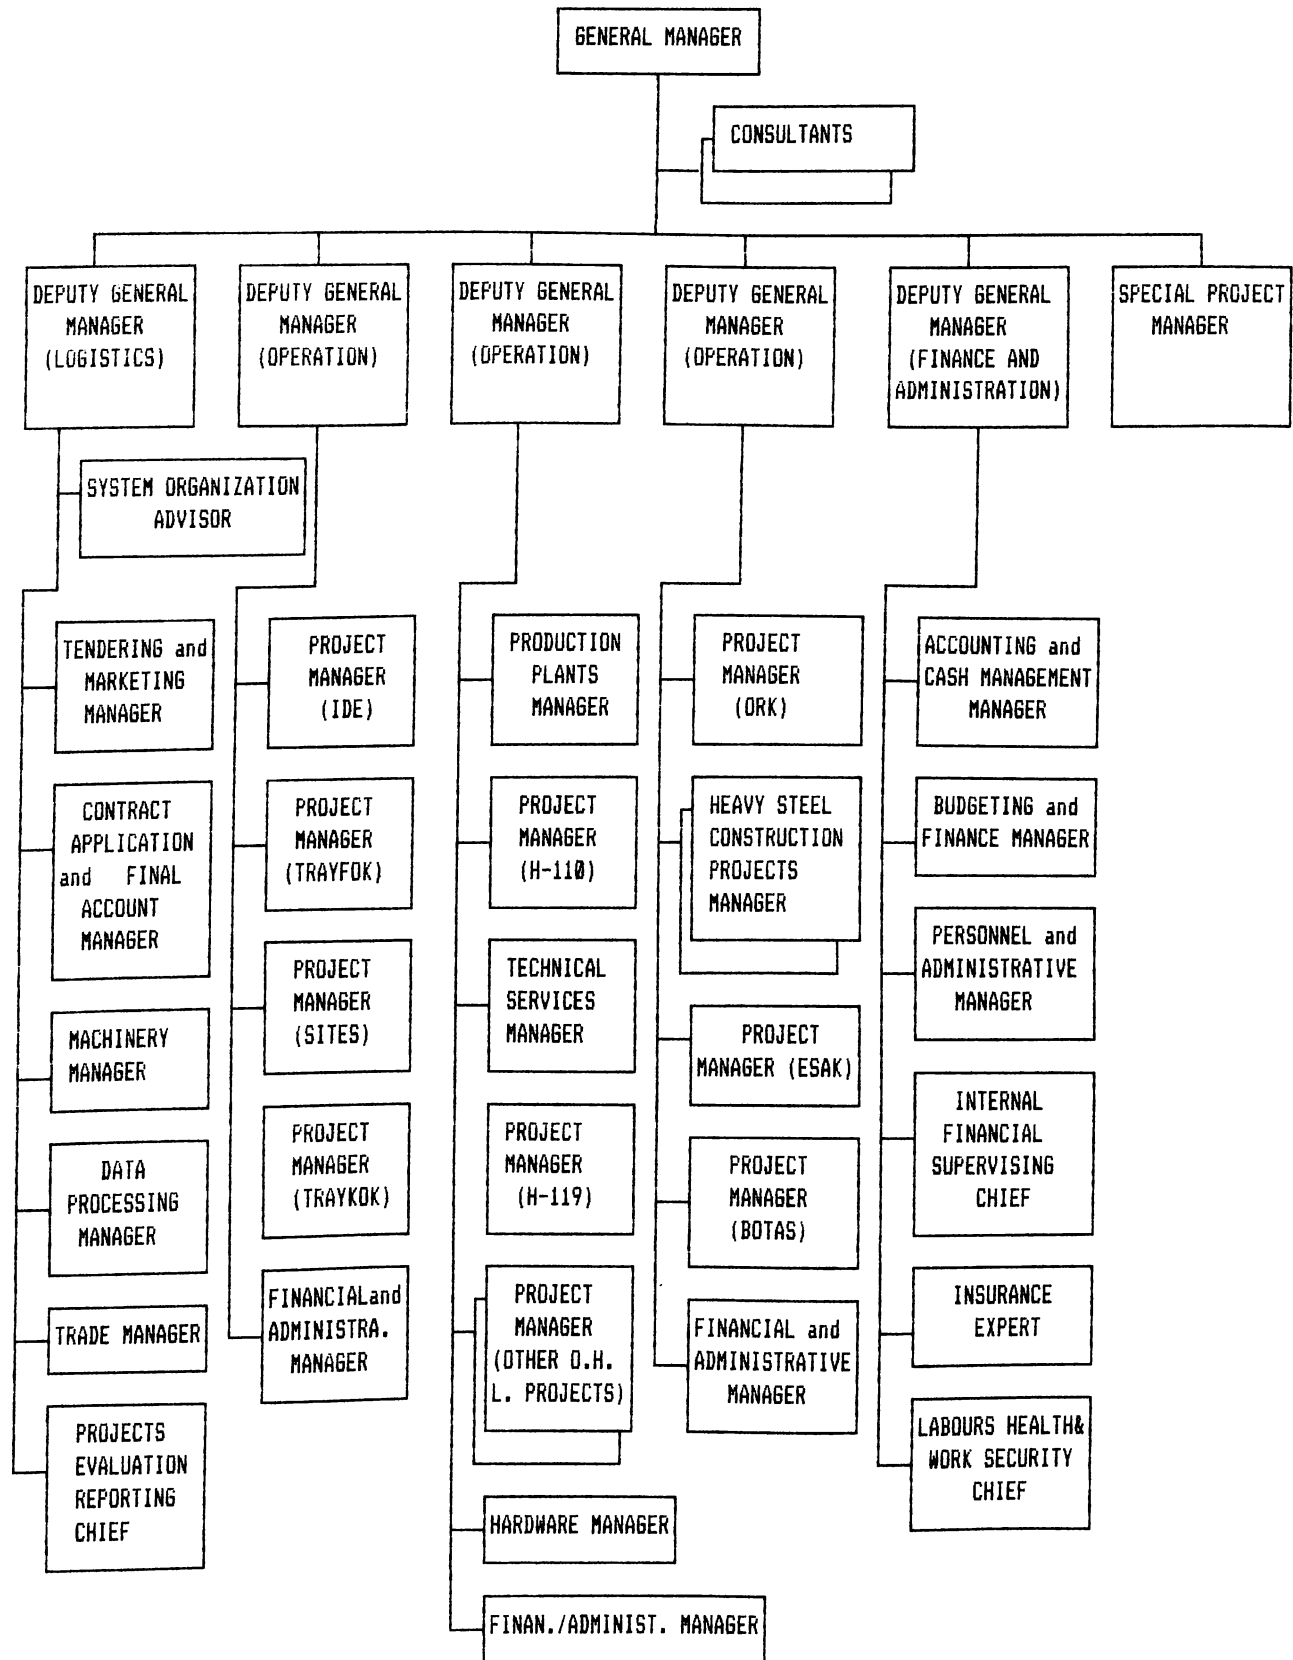 GENERAL MANAGER
CONSULTANTS
DEPUTY GENERAL
MANAGER
(LOGISTICS)
DEPUTY GENERAL
MANAGER
(OPERATION)
DEPUTY GENERAL
MANAGER
(OPERATION)
DEPUTY GENERAL
MANAGER
(OPERATION)
DEPUTY GENERAL
MANAGER
(FINANCE AND
ADMINISTRATION)
SPECIAL PROJECT
MANAGER
SYSTEM ORGANIZATION
ADVISOR
TENDERING and
MARKETING
MANAGER
CONTRACT
APPLICATION
and FINAL
ACCOUNT
MANAGER
MACHINERY
MANAGER
DATA
PROCESSING
MANAGER
TRADE MANAGER
PROJECTS
EVALUATION
REPORTING
CHIEF
PROJECT
MANAGER
(IDE)
PROJECT
MANAGER
(TRAYFOK)
PROJECT
MANAGER
(SITES)
PROJECT
MANAGER
(TRAYKOK)
FINANCIALand
ADMINISTRA.
MANAGER
PRODUCTION
PLANTS
MANAGER
PROJECT
MANAGER
(H-110)
TECHNICAL
SERVICES
MANAGER
PROJECT
MANAGER
(H-119)
PROJECT
MANAGER
(OTHER O.H.
L. PROJECTS)
HARDWARE MANAGER
FINAN./ADMINIST. MANAGER
PROJECT
MANAGER
(ORK)
HEAVY STEEL
CONSTRUCTION
PROJECTS
MANAGER
PROJECT
MANAGER (ESAK)
PROJECT
MANAGER
(BOTAS)
FINANCIAL and
ADMINISTRATIVE
MANAGER
ACCOUNTING and
CASH MANAGEMENT
MANAGER
BUDGETING and
FINANCE MANAGER
PERSONNEL and
ADMINISTRATIVE
MANAGER
INTERNAL
FINANCIAL
SUPERVISING
CHIEF
INSURANCE
EXPERT
LABOURS HEALTH&
WORK SECURITY
CHIEF